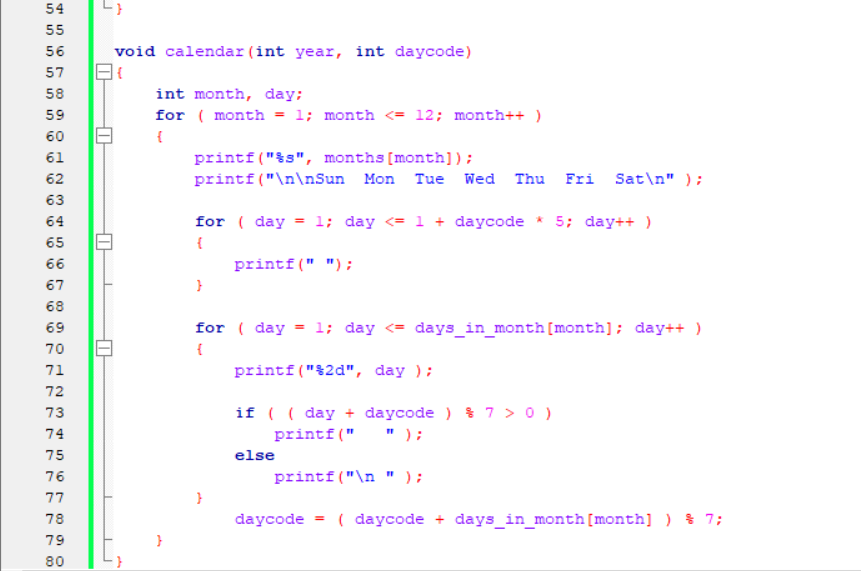 54 }
55
56 void calendar(int year, int daycode)
57 {
58     int month, day;
59     for ( month = 1; month <= 12; month++ )
60     {
61         printf("%s", months[month]);
62         printf("\n\nSun  Mon  Tue  Wed  Thu  Fri  Sat\n" );
63
64         for ( day = 1; day <= 1 + daycode * 5; day++ )
65         {
66             printf(" ");
67         }
68
69         for ( day = 1; day <= days_in_month[month]; day++ )
70         {
71             printf("%2d", day );
72
73             if ( ( day + daycode ) % 7 > 0 )
74                 printf("   " );
75             else
76                 printf("\n " );
77         }
78             daycode = ( daycode + days_in_month[month] ) % 7;
79     }
80 }